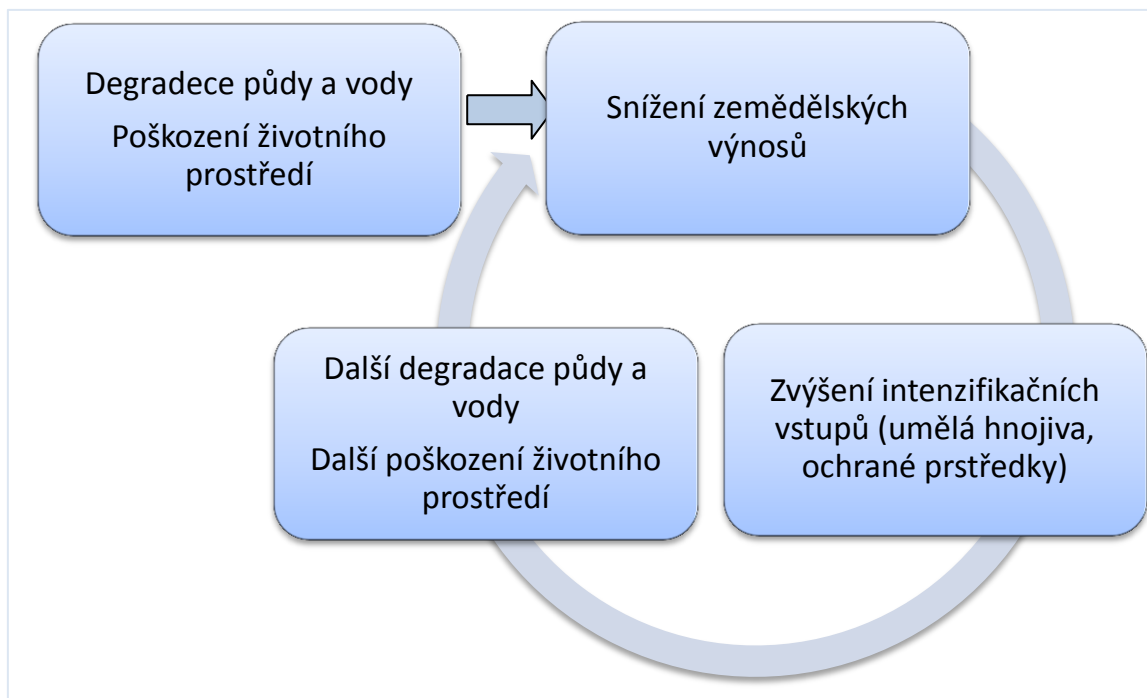 Degradece půdy a vody
Poškození životního
prostředí
Snížení zemědělských
výnosů
Další degradace půdy a
vody
Další poškození životního
prostředí
Zvýšení intenzifikačních
vstupů (umělá hnojiva,
ochrané prstředky)